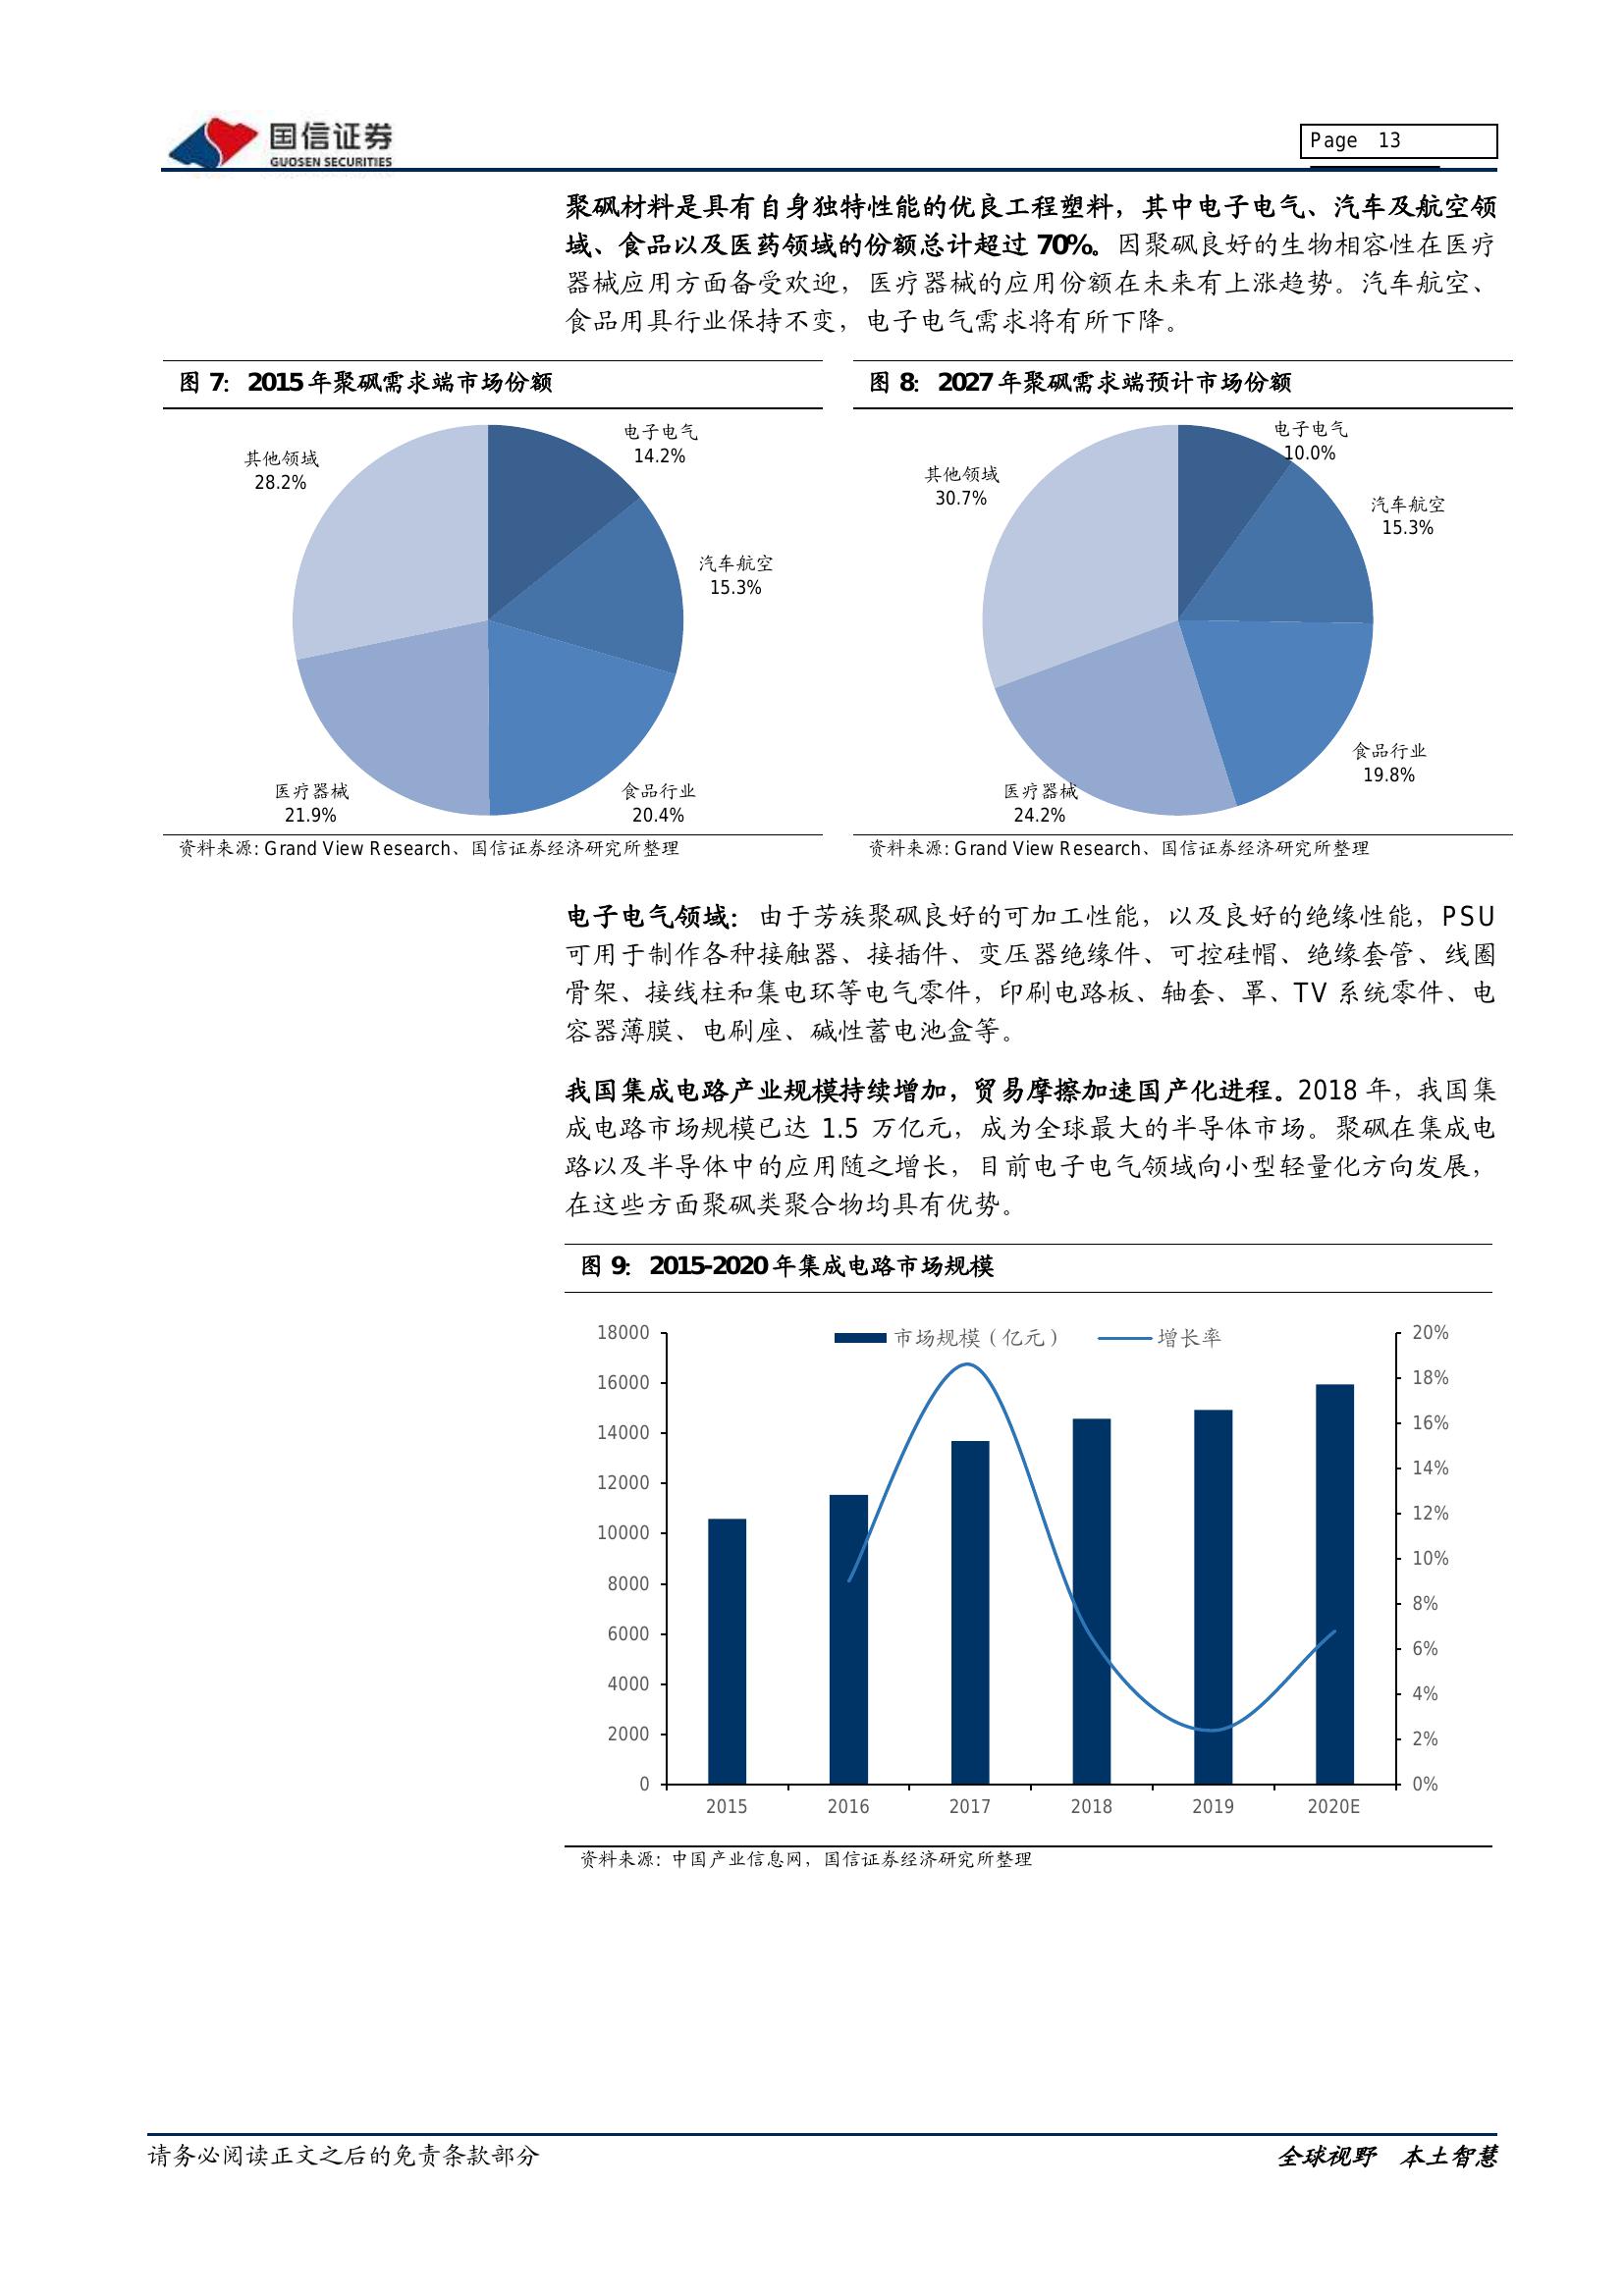 国信证券
GUOSEN SECURITIES
Page 13
聚砜材料是具有自身独特性能的优良工程塑料，其中电子电气、汽车及航空领
域、食品以及医药领域的份额总计超过 70%。因聚砜良好的生物相容性在医疗
器械应用方面备受欢迎，医疗器械的应用份额在未来有上涨趋势。汽车航空、
食品用具行业保持不变，电子电气需求将有所下降。
图 7： 2015 年聚砜需求端市场份额
电子电气
14.2%
其他领域
28.2%
汽车航空
15.3%
医疗器械
21.9%
食品行业
20.4%
资料来源: Grand View Research、国信证券经济研究所整理
图 8： 2027 年聚砜需求端预计市场份额
电子电气
10.0%
其他领域
30.7%
汽车航空
15.3%
食品行业
19.8%
医疗器械
24.2%
资料来源: Grand View Research、国信证券经济研究所整理
电子电气领域：由于芳族聚砜良好的可加工性能，以及良好的绝缘性能，PSU
可用于制作各种接触器、接插件、变压器绝缘件、可控硅帽、绝缘套管、线圈
骨架、接线柱和集电环等电气零件，印刷电路板、轴套、罩、TV 系统零件、电
容器薄膜、电刷座、碱性蓄电池盒等。
我国集成电路产业规模持续增加，贸易摩擦加速国产化进程。2018 年，我国集
成电路市场规模已达 1.5 万亿元，成为全球最大的半导体市场。聚砜在集成电
路以及半导体中的应用随之增长，目前电子电气领域向小型轻量化方向发展，
在这些方面聚砜类聚合物均具有优势。
图 9： 2015-2020 年集成电路市场规模
市场规模（亿元） 增长率
18000
16000
14000
12000
10000
8000
6000
4000
2000
0
20%
18%
16%
14%
12%
10%
8%
6%
4%
2%
0%
2015 2016 2017 2018 2019 2020E
资料来源：中国产业信息网，国信证券经济研究所整理
请务必阅读正文之后的免责条款部分
全球视野 本土智慧